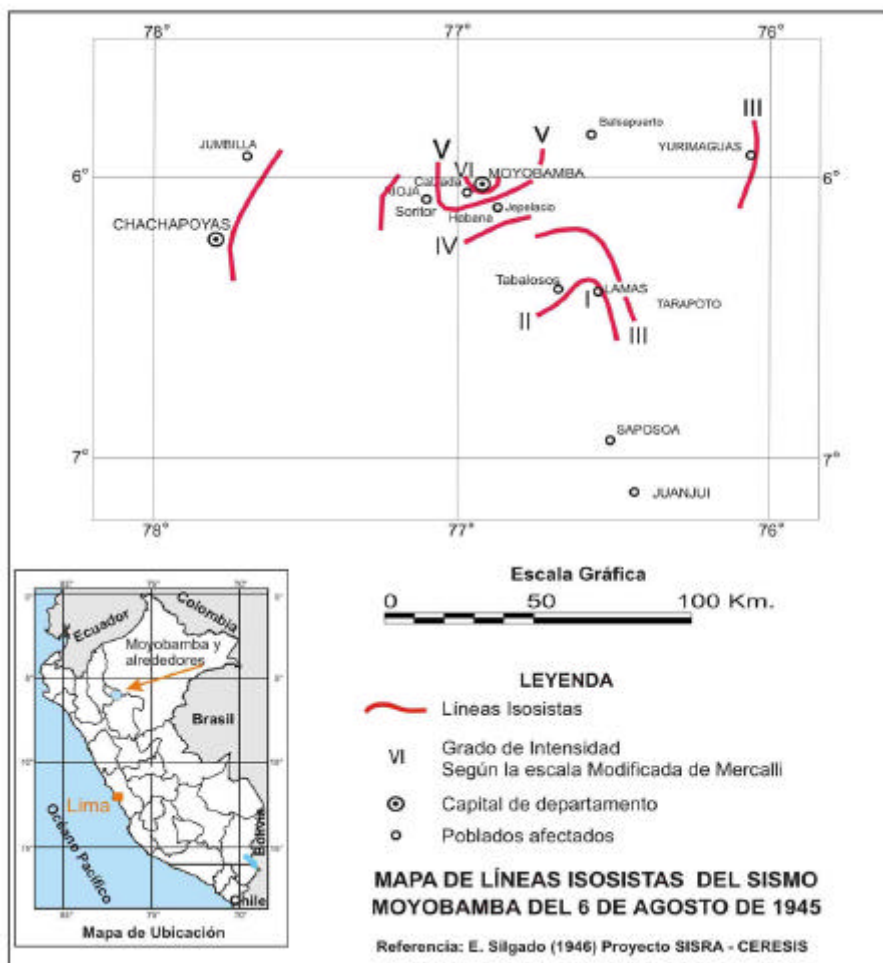 78°
77°
76°
Balsapuerto
III
JUMBILLA
V
V
YURIMAGUAS
6°
VI
MOYOBAMBA
6°
Calzada
RIOJA
Soritor
Habana
Jepelacio
CHACHAPOYAS
IV
Tabalosos
I
LAMAS
TARAPOTO
II
III
SAPOSOA
7°
7°
JUANJUI
78°
77°
76°
Escala Gráfica
0 50 100 Km.
LEYENDA
Líneas Isosistas
VI
Grado de Intensidad
Según la escala Modificada de Mercalli
Capital de departamento
Poblados afectados
MAPA DE LÍNEAS ISOSISTAS DEL SISMO
MOYOBAMBA DEL 6 DE AGOSTO DE 1945
Referencia: E. Silgado (1946) Proyecto SISRA - CERESIS
Ecuador
Colombia
Moyobamba y
alrededores
Brasil
Lima
Océano Pacífico
Bolivia
Chile
Mapa de Ubicación